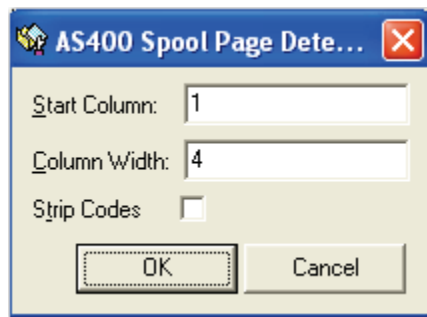 AS400 Spool Page Dete...
Start Column: 1
Column Width: 4
Strip Codes
OK Cancel